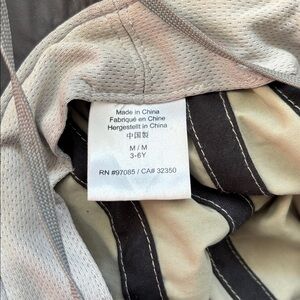 Made in China
Fabriqué en Chine
Hergestellt in China
中国製
M / M
3-6Y
RN #97085 / CA# 32350